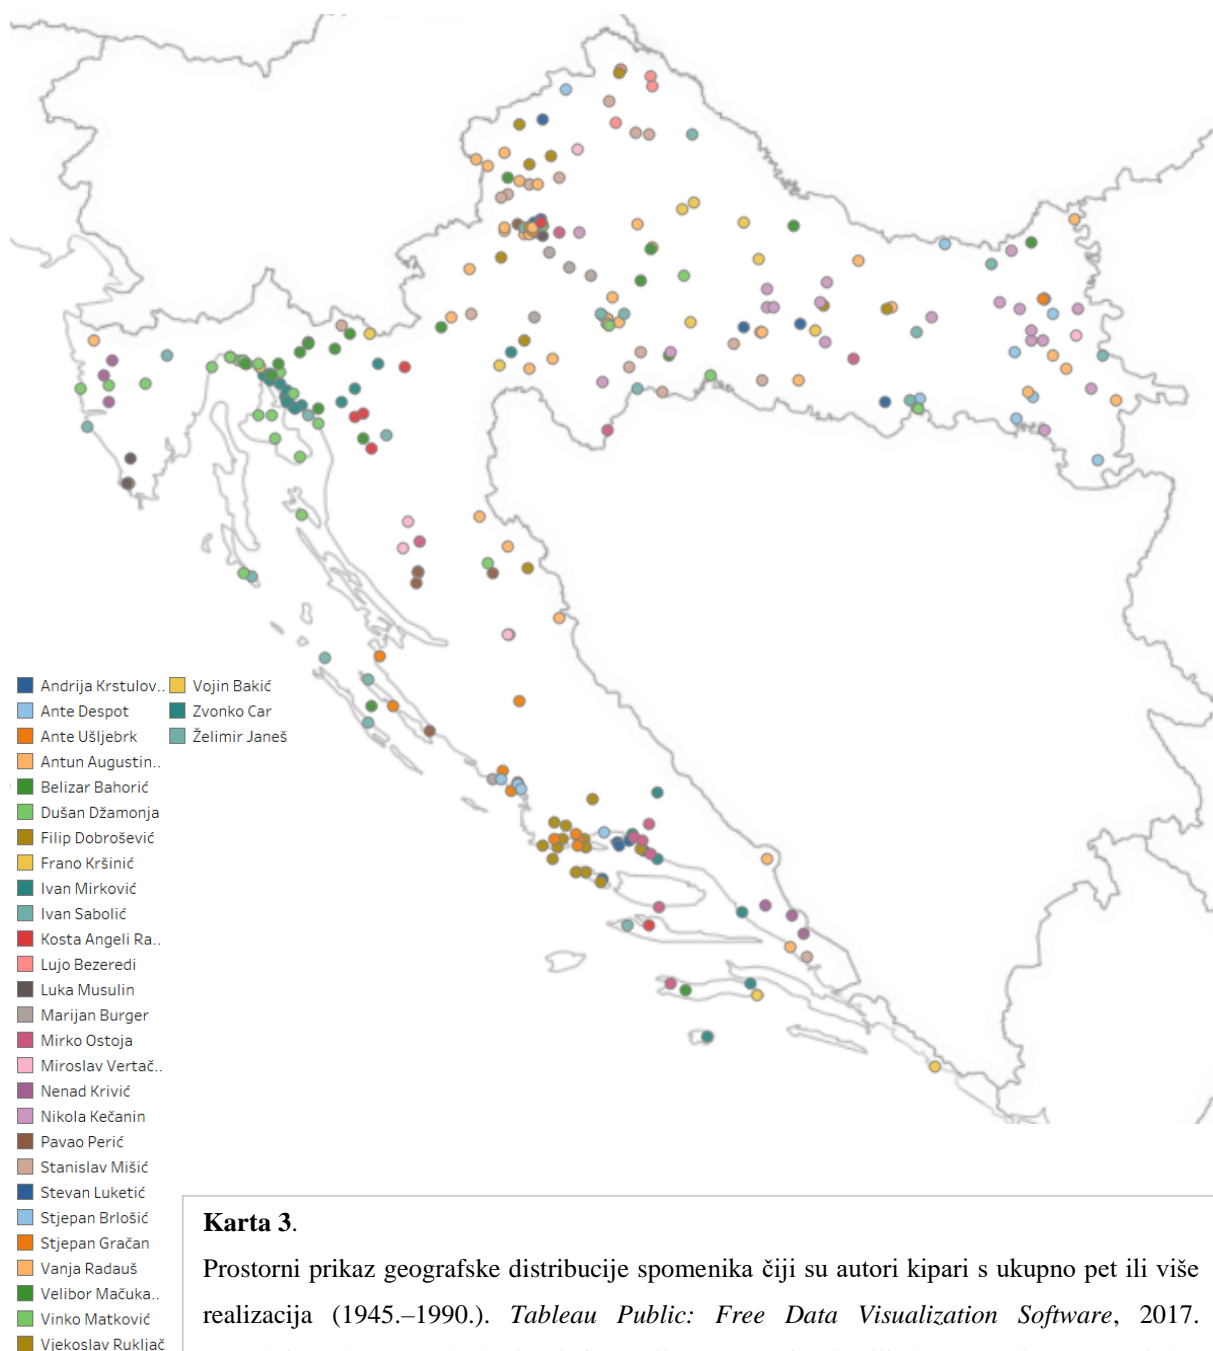 Andrija Krstulov..
Ante Despot
Ante Ušljebrk
Antun Augustin..
Belizar Bahorić
Dušan Džamonja
Filip Dobrošević
Frano Kršinić
Ivan Mirković
Ivan Sabolić
Kosta Angeli Ra..
Lujo Bezeredi
Luka Musulin
Marijan Burger
Mirko Ostoja
Miroslav Vertač..
Nenad Krivić
Nikola Kečanin
Pavao Perić
Stanislav Mišić
Stevan Luketić
Stjepan Brlošić
Stjepan Gračan
Vanja Radauš
Velibor Mačuka..
Vinko Matković
Vjekoslav Rukljač
Vojin Bakić
Zvonko Car
Želimir Janeš
Karta 3.
Prostorni prikaz geografske distribucije spomenika čiji su autori kipari s ukupno pet ili više
realizacija (1945.–1990.). Tableau Public: Free Data Visualization Software, 2017.